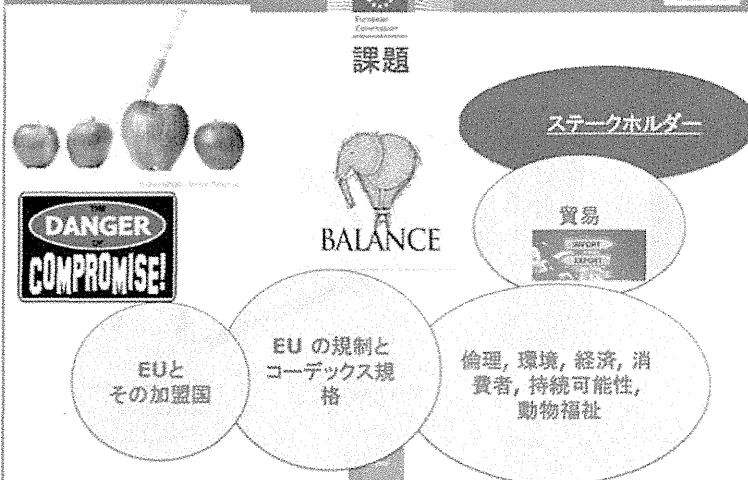 European
Commission
課題
ステークホルダー
貿易
EXPORT
THE
DANGER
OF
COMPROMISE!
BALANCE
EUと
その加盟国
EU の規制と
コーデックス規
格
倫理, 環境, 経済, 消
費者, 持続可能性,
動物福祉